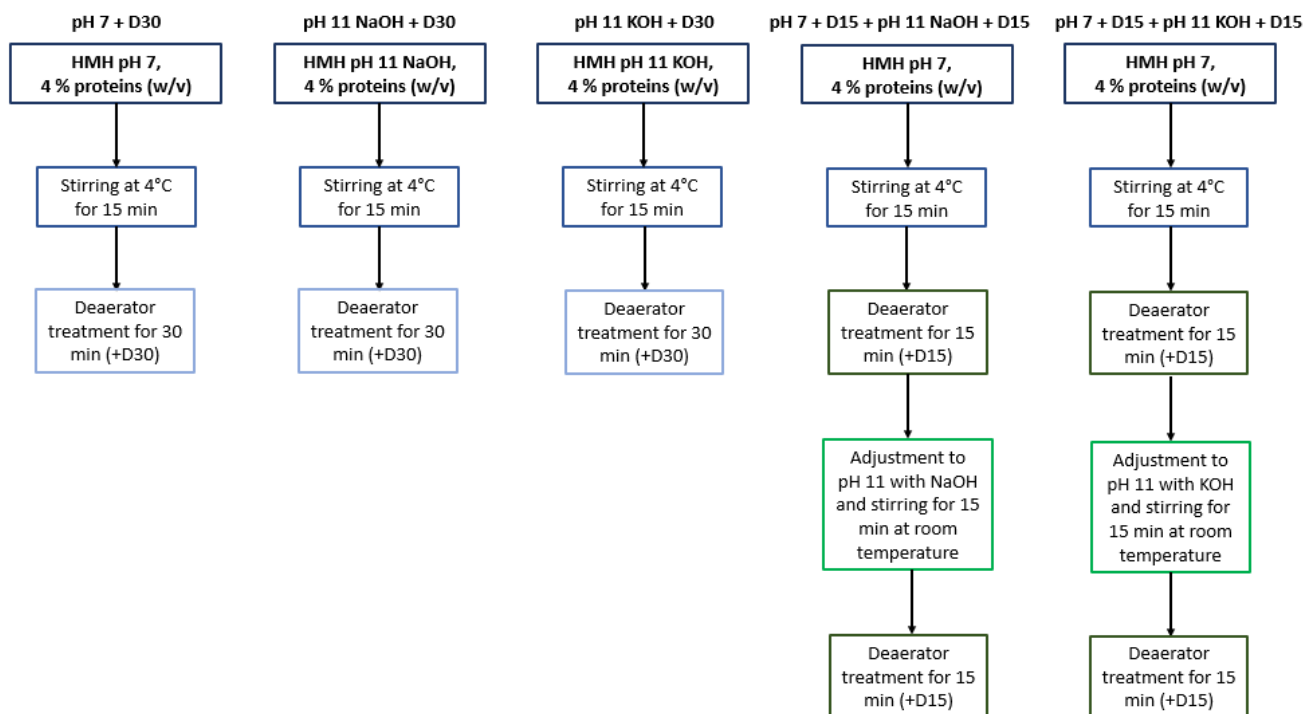 pH 7 + D30
HMH pH 7,
4 % proteins (w/v)
Stirring at 4°C
for 15 min
Deaerator
treatment for 30
min (+D30)
pH 11 NaOH + D30
HMH pH 11 NaOH,
4 % proteins (w/v)
Stirring at 4°C
for 15 min
Deaerator
treatment for 30
min (+D30)
pH 11 KOH + D30
HMH pH 11 KOH,
4 % proteins (w/v)
Stirring at 4°C
for 15 min
Deaerator
treatment for 30
min (+D30)
pH 7 + D15 + pH 11 NaOH + D15
HMH pH 7,
4 % proteins (w/v)
Stirring at 4°C
for 15 min
Deaerator
treatment for 15
min (+D15)
Adjustment to
pH 11 with NaOH
and stirring for 15
min at room
temperature
Deaerator
treatment for 15
min (+D15)
pH 7 + D15 + pH 11 KOH + D15
HMH pH 7,
4 % proteins (w/v)
Stirring at 4°C
for 15 min
Deaerator
treatment for 15
min (+D15)
Adjustment to
pH 11 with KOH
and stirring for
15 min at room
temperature
Deaerator
treatment for 15
min (+D15)